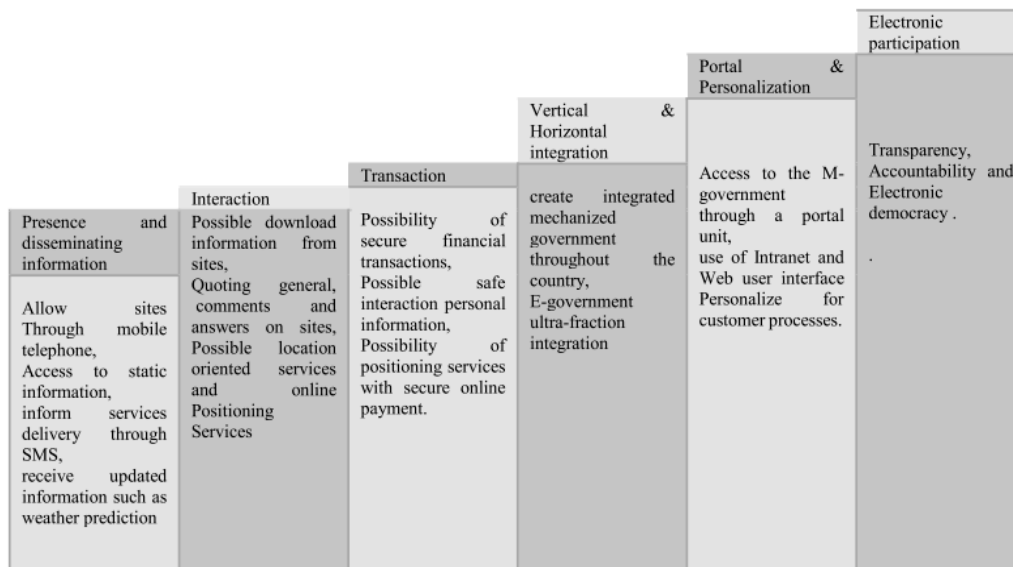 Presence and
disseminating
information
Allow sites
Through mobile
telephone,
Access to static
information,
inform services
delivery through
SMS,
receive updated
information such as
weather prediction
Interaction
Possible download
information from
sites,
Quoting general,
comments and
answers on sites,
Possible location
oriented services
and online
Positioning
Services
Transaction
Possibility of
secure financial
transactions,
Possible safe
interaction personal
information,
Possibility of
positioning services
with secure online
payment.
Vertical &
Horizontal
integration
create integrated
mechanized
government
throughout the
country,
E-government
ultra-fraction
integration
Portal &
Personalization
Access to the M-
government
through a portal
unit,
use of Intranet and
Web user interface
Personalize for
customer processes.
Electronic
participation
Transparency,
Accountability and
Electronic
democracy .
.